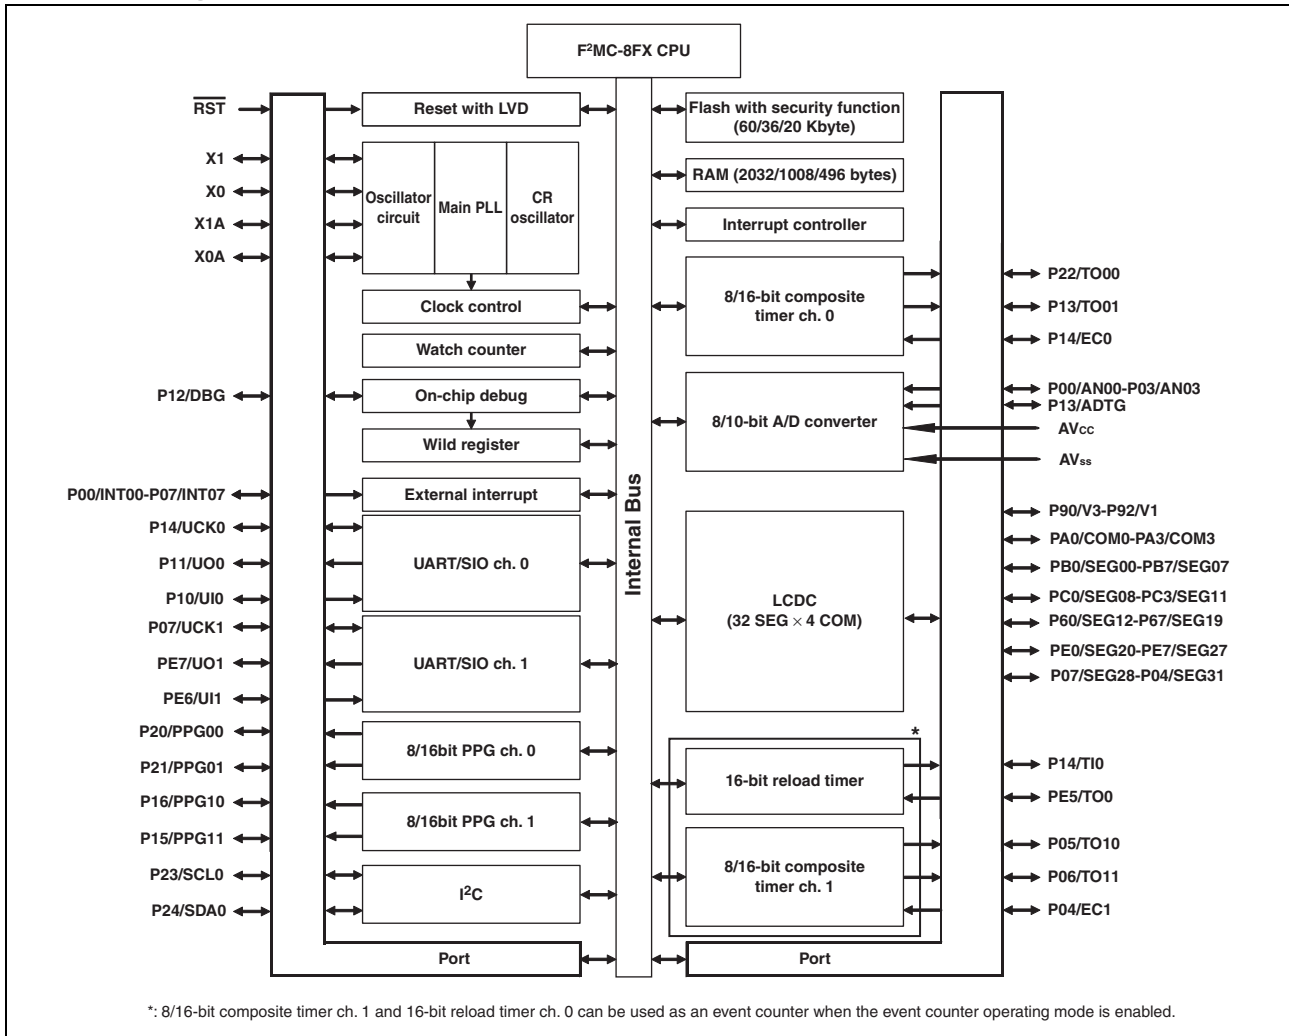 F²MC-8FX CPU
RST
X1
X0
X1A
X0A
P12/DBG
P00/INT00-P07/INT07
P14/UCK0
P11/UO0
P10/UI0
P07/UCK1
PE7/UO1
PE6/UI1
P20/PPG00
P21/PPG01
P16/PPG10
P15/PPG11
P23/SCL0
P24/SDA0
Reset with LVD
Oscillator
circuit
Main PLL
CR
oscillator
Clock control
Watch counter
On-chip debug
Wild register
External interrupt
UART/SIO ch. 0
UART/SIO ch. 1
8/16bit PPG ch. 0
8/16bit PPG ch. 1
I²C
Port
Internal Bus
Flash with security function
(60/36/20 Kbyte)
RAM (2032/1008/496 bytes)
Interrupt controller
8/16-bit composite
timer ch. 0
8/10-bit A/D converter
LCDC
(32 SEG × 4 COM)
*
16-bit reload timer
8/16-bit composite
timer ch. 1
Port
P22/TO00
P13/TO01
P14/EC0
P00/AN00-P03/AN03
P13/ADTG
AVcc
AVss
P90/V3-P92/V1
PA0/COM0-PA3/COM3
PB0/SEG00-PB7/SEG07
PC0/SEG08-PC3/SEG11
P60/SEG12-P67/SEG19
PE0/SEG20-PE7/SEG27
P07/SEG28-P04/SEG31
P14/TI0
PE5/TO0
P05/TO10
P06/TO11
P04/EC1
*: 8/16-bit composite timer ch. 1 and 16-bit reload timer ch. 0 can be used as an event counter when the event counter operating mode is enabled.